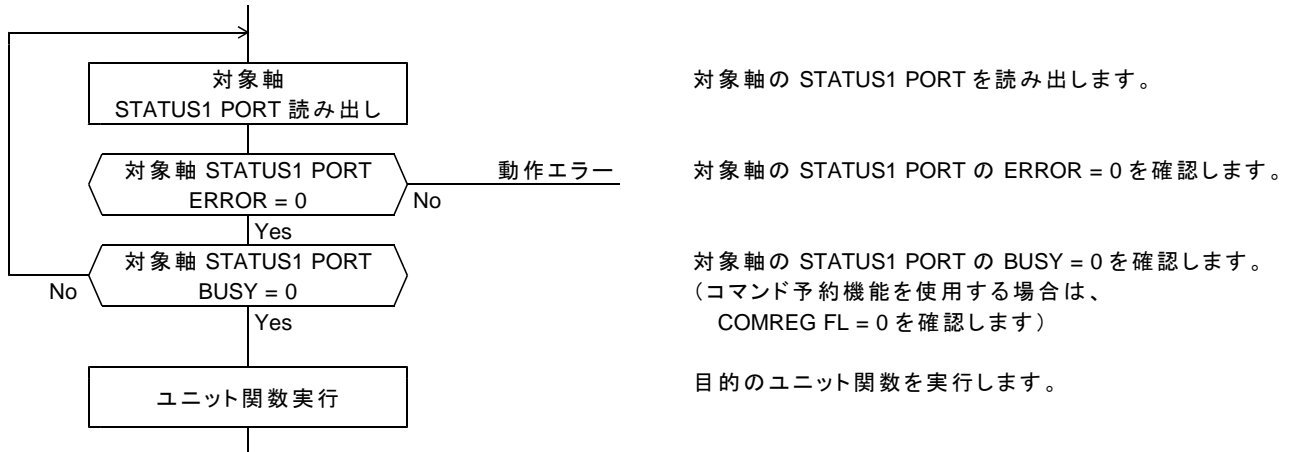 対象軸
STATUS1 PORT 読み出し
対象軸の STATUS1 PORT を読み出します。
対象軸 STATUS1 PORT
ERROR = 0
動作エラー
No
対象軸の STATUS1 PORT の ERROR = 0 を確認します。
Yes
対象軸 STATUS1 PORT
BUSY = 0
No
対象軸の STATUS1 PORT の BUSY = 0 を確認します。
(コマンド予約機能を使用する場合は、
COMREG FL = 0 を確認します)
Yes
ユニット関数実行
目的のユニット関数を実行します。